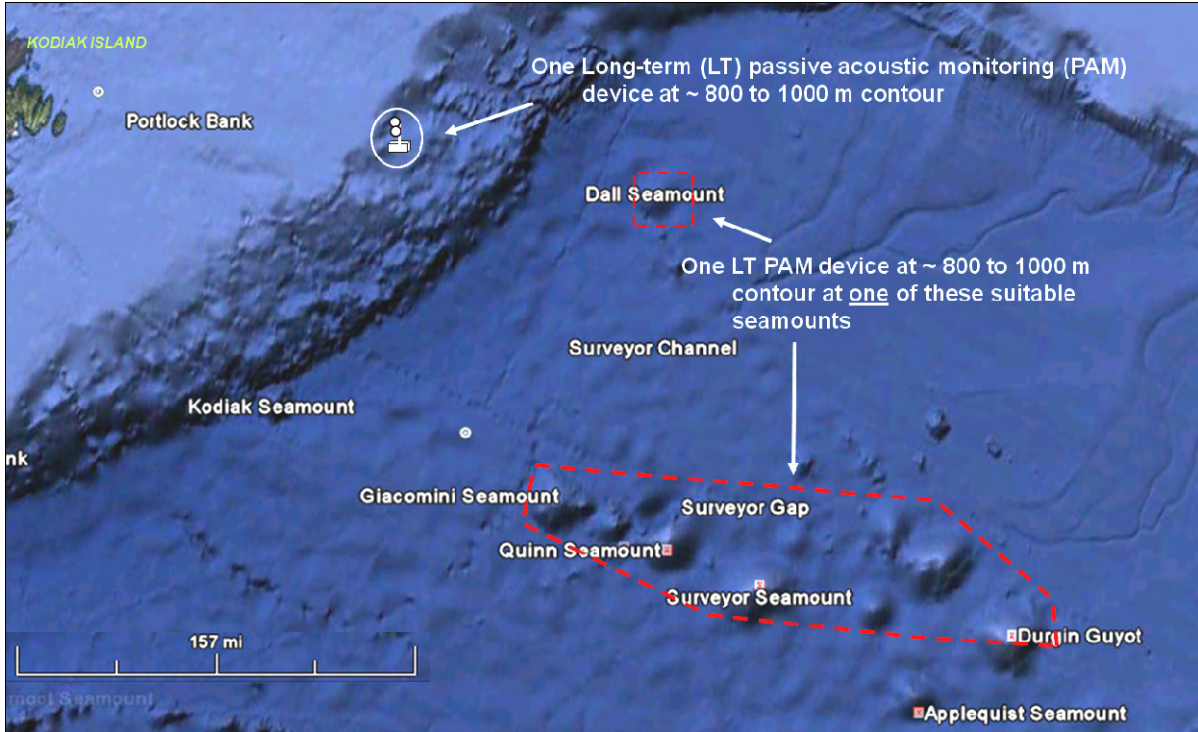 KODIAK ISLAND
One Long-term (LT) passive acoustic monitoring (PAM)
device at ~ 800 to 1000 m contour
Portlock Bank
Dall Seamount
One LT PAM device at ~ 800 to 1000 m
contour at one of these suitable
seamounts
Surveyor Channel
Kodiak Seamount
nk
Giacomini Seamount
Surveyor Gap
Quinn Seamount
Surveyor Seamount
157 mi
Durgin Guyot
moot Seamount
Applequist Seamount